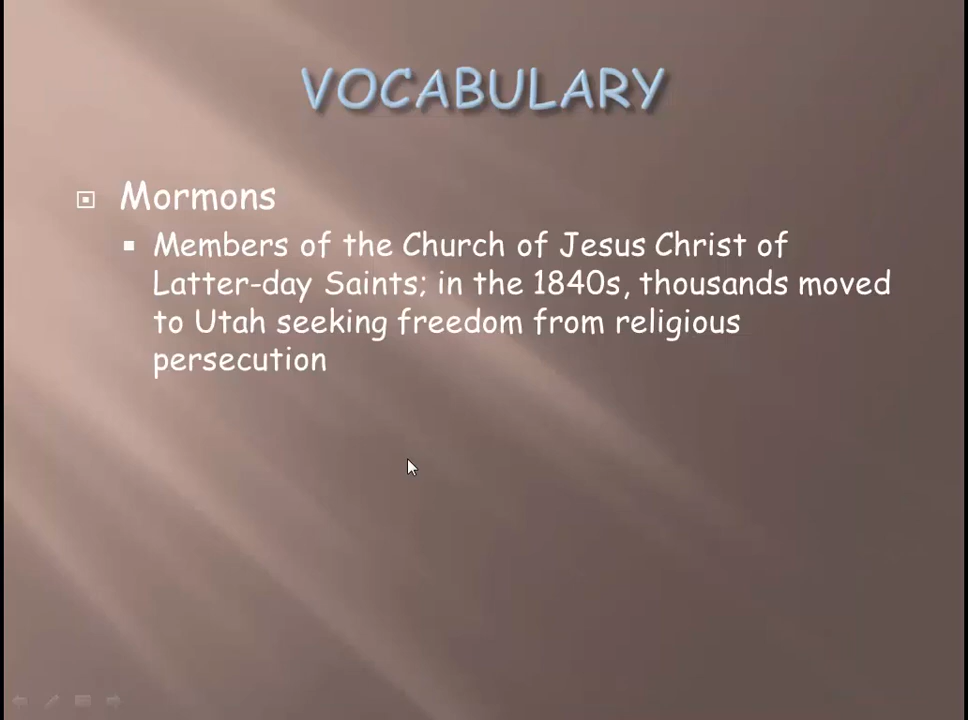 VOCABULARY
Mormons
Members of the Church of Jesus Christ of
Latter-day Saints; in the 1840s, thousands moved
to Utah seeking freedom from religious
persecution